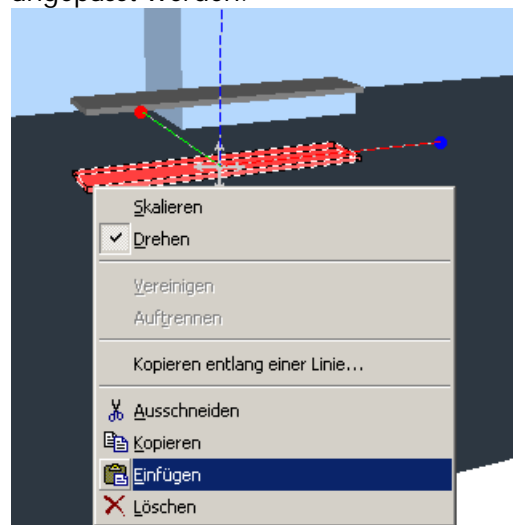 angepasst werden.
Skalieren
Drehen
Vereinigen
Auftrennen
Kopieren entlang einer Linie...
Ausschneiden
Kopieren
Einfügen
Löschen